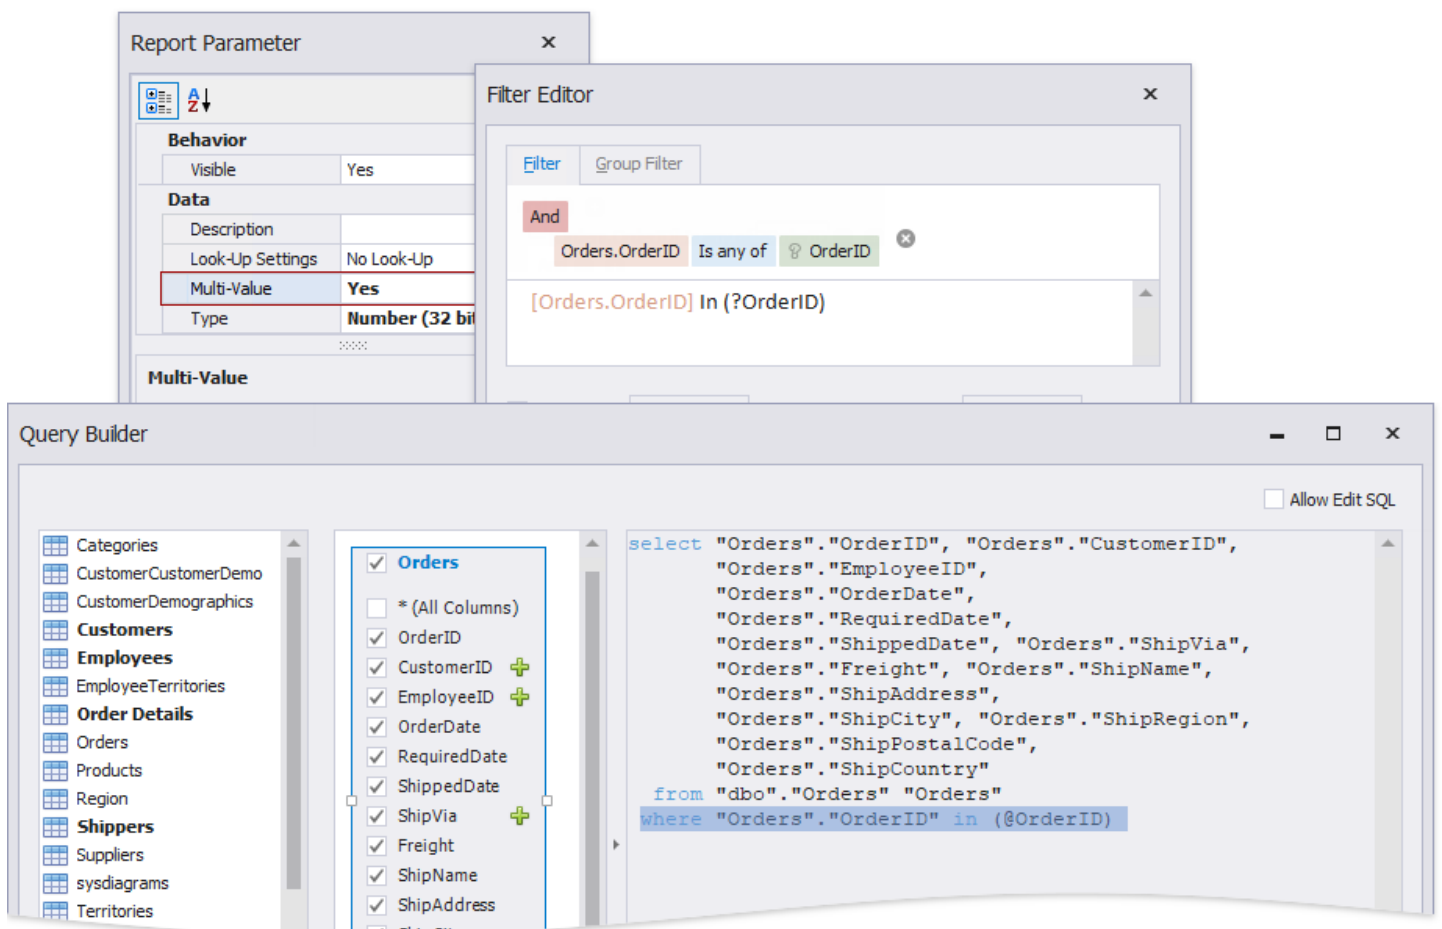 Report Parameter
Behavior
Visible Yes
Data
Description
Look-Up Settings No Look-Up
Multi-Value Yes
Type Number (32 bit
Multi-Value
Filter Editor
Filter Group Filter
And
Orders.OrderID Is any of OrderID
[Orders.OrderID] In (?OrderID)
Query Builder
Allow Edit SQL
Categories
CustomerCustomerDemo
CustomerDemographics
Customers
Employees
EmployeeTerritories
Order Details
Orders
Products
Region
Shippers
Suppliers
sysdiagrams
Territories
Orders
* (All Columns)
OrderID
CustomerID
EmployeeID
OrderDate
RequiredDate
ShippedDate
ShipVia
Freight
ShipName
ShipAddress
select "Orders"."OrderID", "Orders"."CustomerID",
"Orders"."EmployeeID",
"Orders"."OrderDate",
"Orders"."RequiredDate",
"Orders"."ShippedDate", "Orders"."ShipVia",
"Orders"."Freight", "Orders"."ShipName",
"Orders"."ShipAddress",
"Orders"."ShipCity", "Orders"."ShipRegion",
"Orders"."ShipPostalCode",
"Orders"."ShipCountry"
from "dbo"."Orders" "Orders"
where "Orders"."OrderID" in (@OrderID)